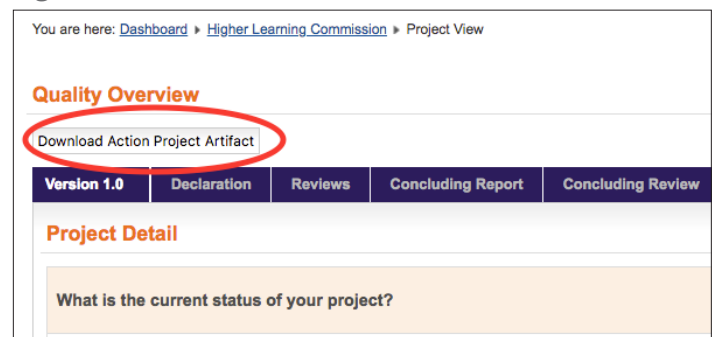 You are here: Dashboard ▸ Higher Learning Commission ▸ Project View
Quality Overview
Download Action Project Artifact
Version 1.0 Declaration Reviews Concluding Report Concluding Review
Project Detail
What is the current status of your project?